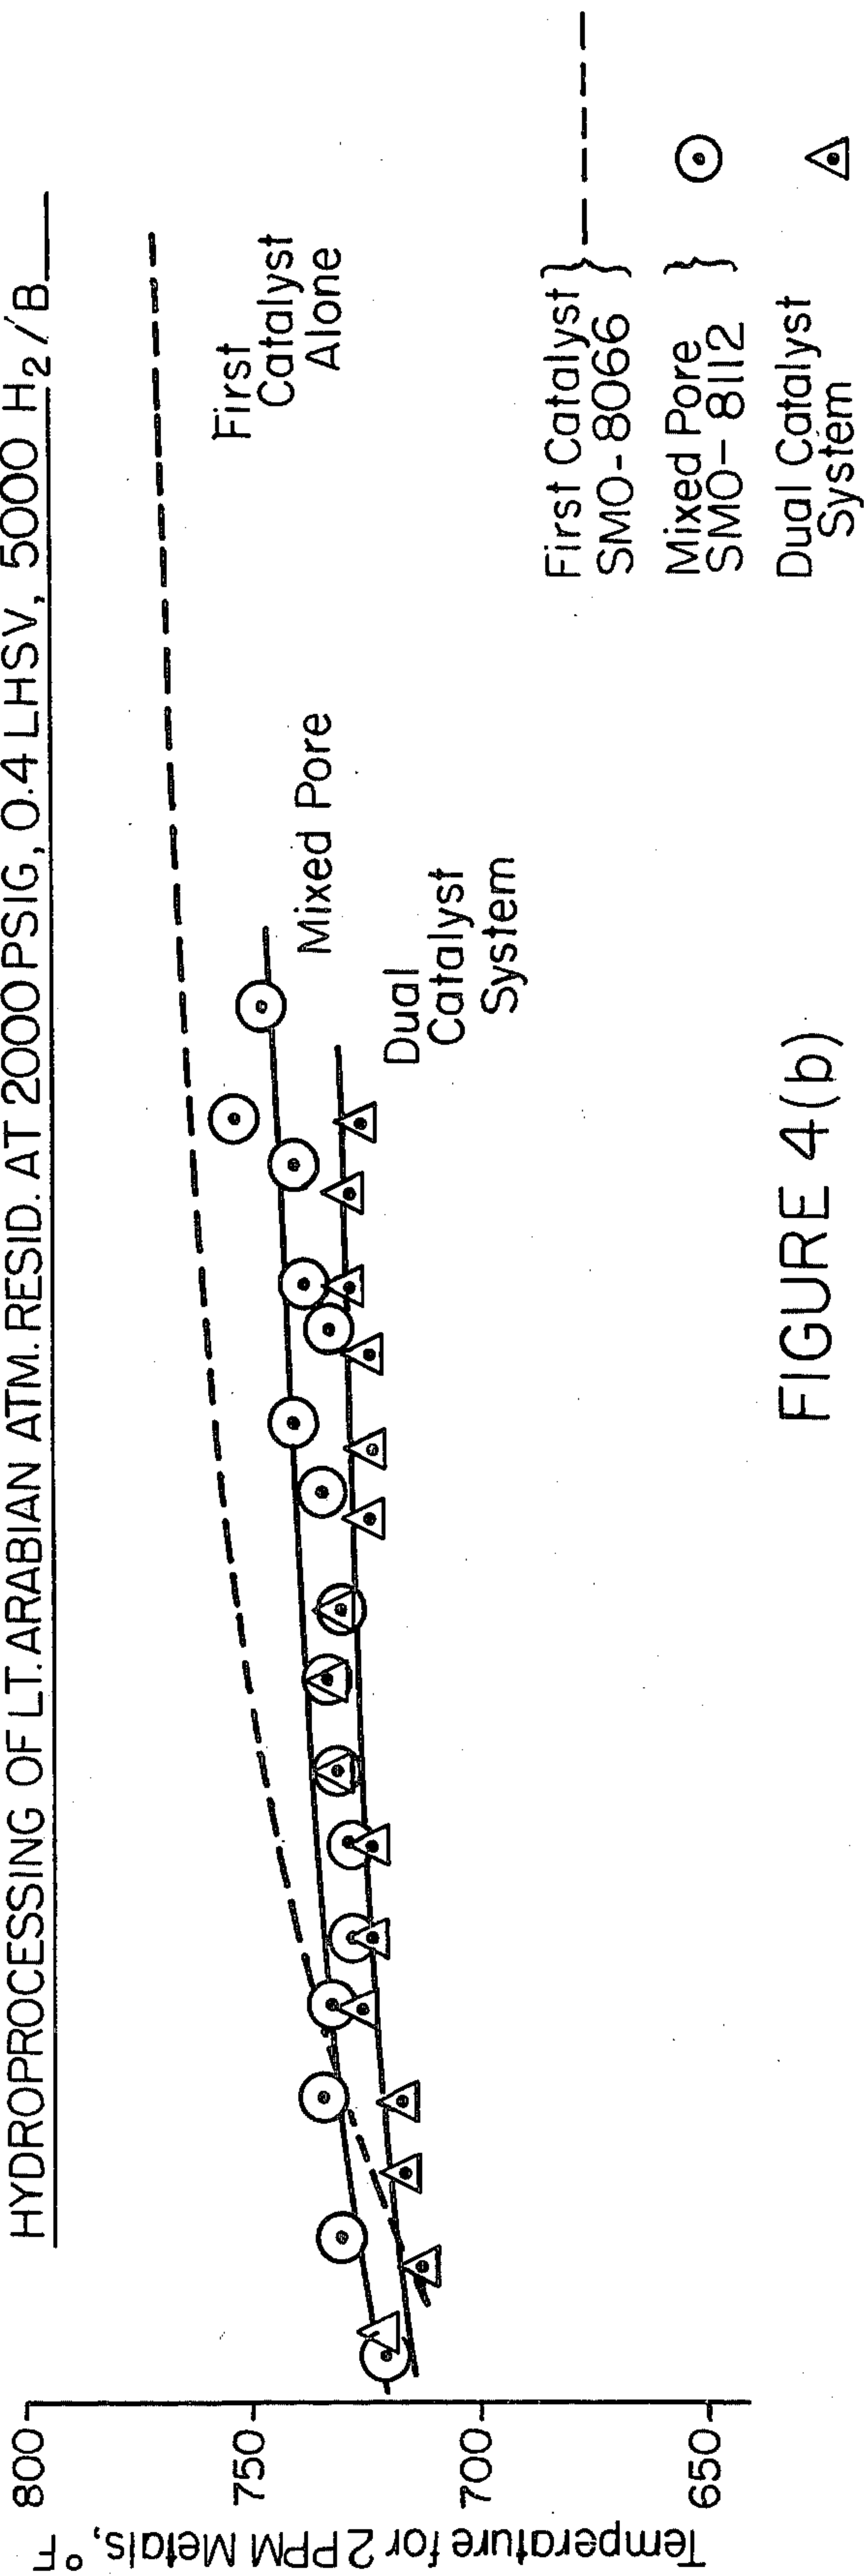 HYDROPROCESSING OF LT. ARABIAN ATM. RESID. AT 2000 PSIG, 0.4 LHSV, 5000 H2/B
Temperature for 2 PPM Metals, °F
800
750
700
650
First
Catalyst
Alone
Mixed Pore
Dual
Catalyst
System
First Catalyst
SMO-8066
Mixed Pore
SMO-8112
Dual Catalyst
System
FIGURE 4(b)